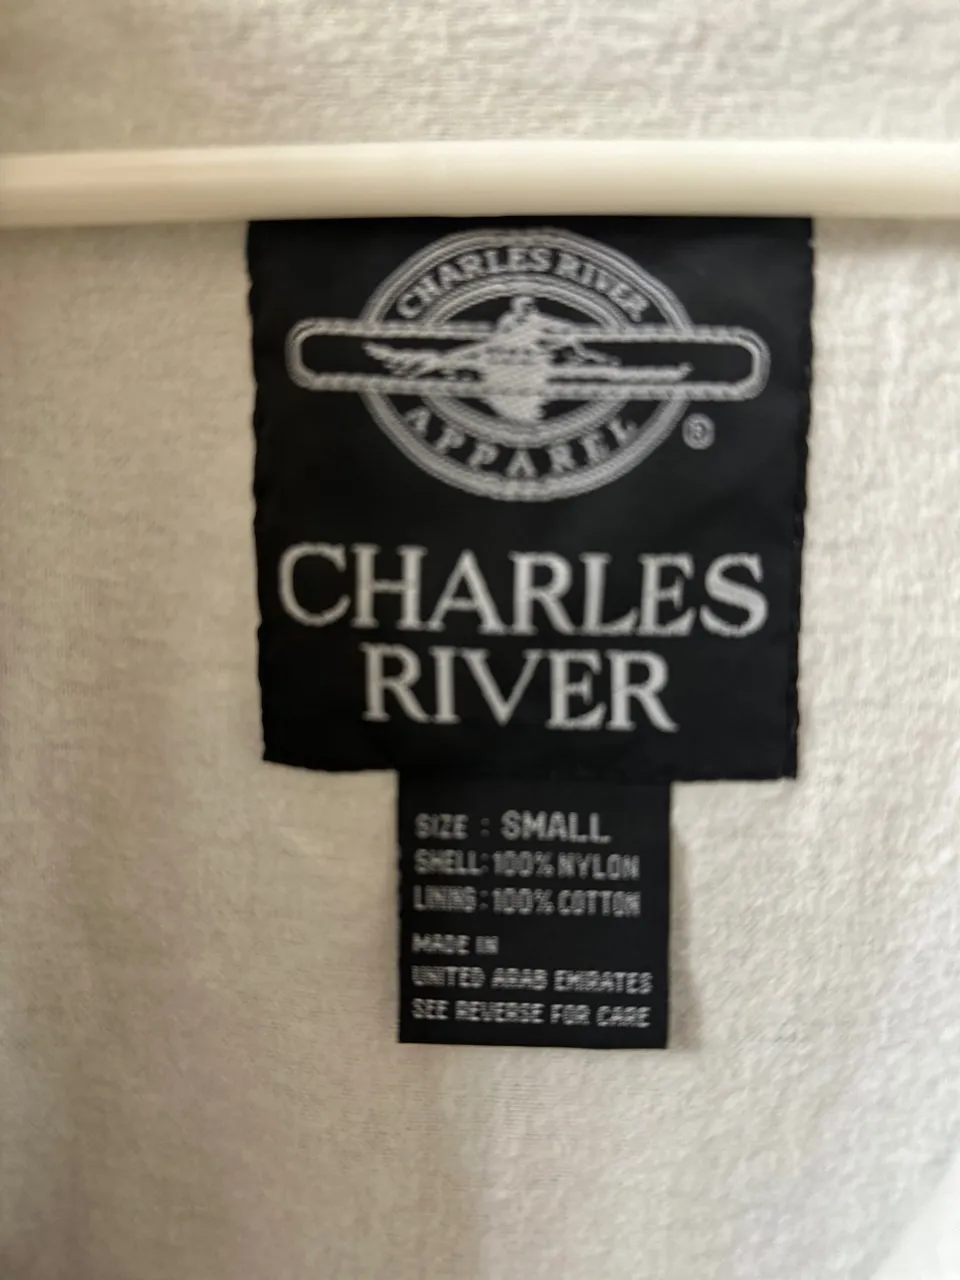 CHARLES RIVER
APPAREL
®
CHARLES
RIVER
SIZE : SMALL
SHELL: 100% NYLON
LINING : 100% COTTON
MADE IN
UNITED ARAB EMIRATES
SEE REVERSE FOR CARE